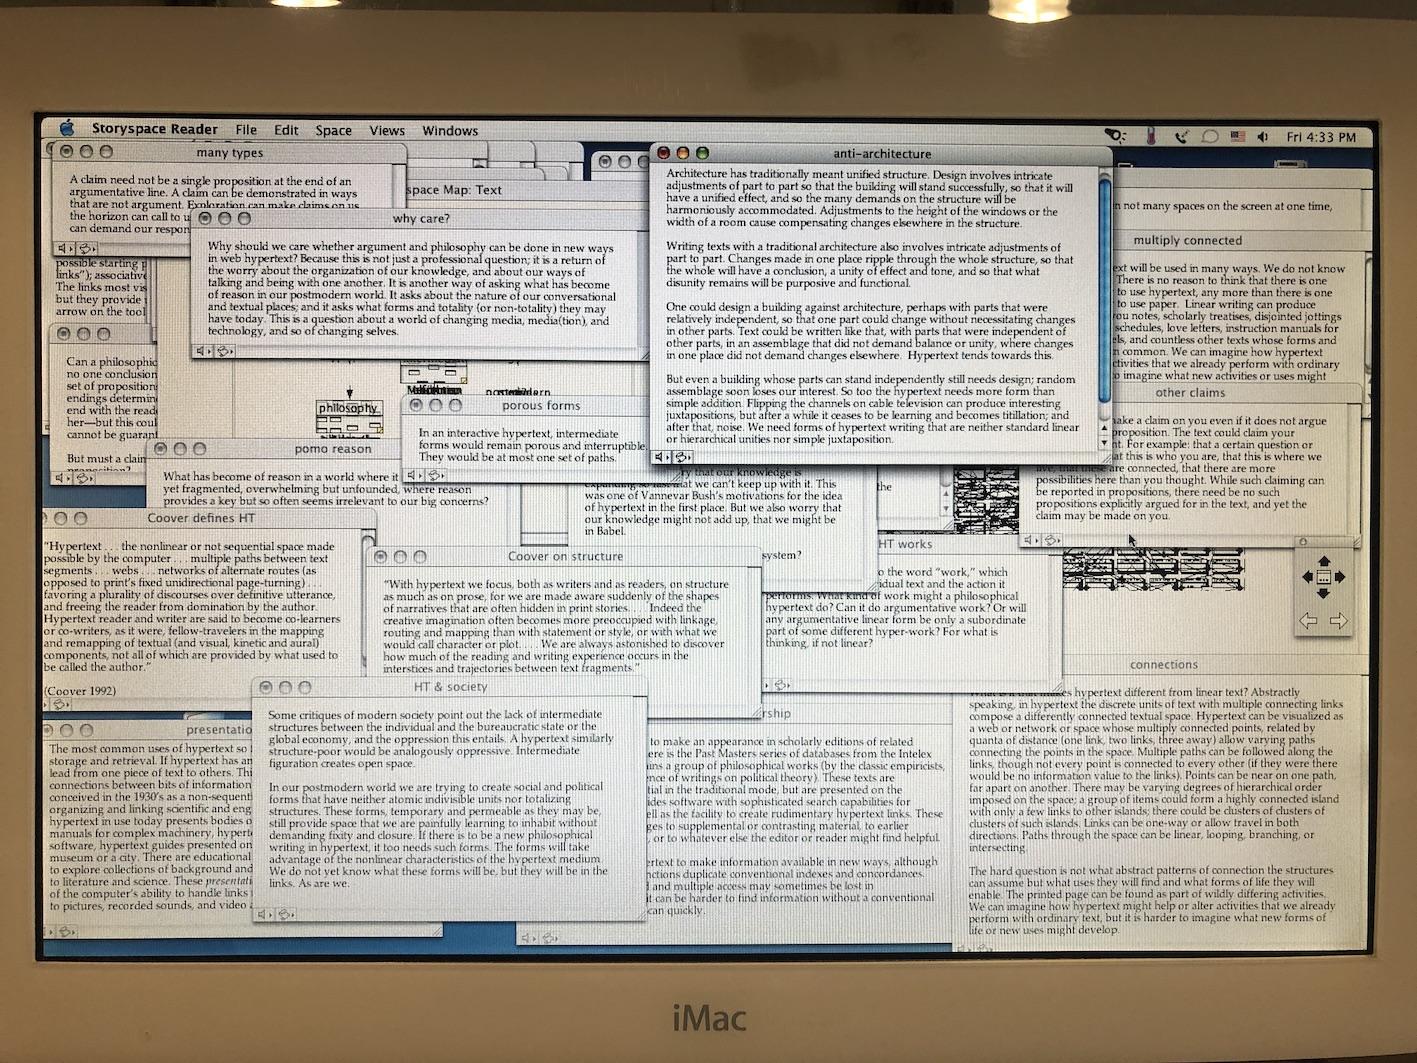 Storyspace Reader File Edit Space Views Windows Fri 4:33 PM
many types
A claim need not be a single proposition at the end of an
argumentative line. A claim can be demonstrated in ways
that are not argument. Exploration can make claims on us
the horizon can call to u
can demand our respon
space Map: Text
why care?
Why should we care whether argument and philosophy can be done in new ways
in web hypertext? Because this is not just a professional question; it is a return of
the worry about the organization of our knowledge, and about our ways of
talking and being with one another. It is another way of asking what has become
of reason in our postmodern world. It asks about the nature of our conversational
and textual places; and it asks what forms and totality (or non-totality) they may
have today. This is a question about a world of changing media, media(tion), and
technology, and so of changing selves.
anti-architecture
Architecture has traditionally meant unified structure. Design involves intricate
adjustments of part to part so that the building will stand successfully, so that it will
have a unified effect, and so the many demands on the structure will be
harmoniously accommodated. Adjustments to the height of the windows or the
width of a room cause compensating changes elsewhere in the structure.
Writing texts with a traditional architecture also involves intricate adjustments of
part to part. Changes made in one place ripple through the whole structure, so that
the whole will have a conclusion, a unity of effect and tone, and so that what
disunity remains will be purposive and functional.
One could design a building against architecture, perhaps with parts that were
relatively independent, so that one part could change without necessitating changes
in other parts. Text could be written like that, with parts that were independent of
other parts, in an assemblage that did not demand balance or unity, where changes
in one place did not demand changes elsewhere. Hypertext tends towards this.
But even a building whose parts can stand independently still needs design; random
assemblage soon loses our interest. So too the hypertext needs more form than
simple addition. Flipping the channels on cable television can produce interesting
juxtapositions, but after a while it ceases to be learning and becomes titillation; and
after that, noise. We need forms of hypertext writing that are neither standard linear
or hierarchical unities nor simple juxtaposition.
n not many spaces on the screen at one time,
multiply connected
ext will be used in many ways. We do not know
There is no reason to think that there is one
to use hypertext, any more than there is one
to use paper. Linear writing can produce
ou notes, scholarly treatises, disjointed jottings
schedules, love letters, instruction manuals for
els, and countless other texts whose forms and
n common. We can imagine how hypertext
ctivities that we already perform with ordinary
o imagine what new activities or uses might
other claims
nake a claim on you even if it does not argue
proposition. The text could claim your
nt. For example: that a certain question or
at this is who you are, that this is where we
live, that these are connected, that there are more
possibilities here than you thought. While such claiming can
be reported in propositions, there need be no such
propositions explicitly argued for in the text, and yet the
claim may be made on you.
possible starting p
links"); associative
The links most vis
but they provide
arrow on the tool
Can a philosophic
no one conclusion
set of proposition
endings determin
end with the read
her—but this coul
cannot be guaran
But must a claim
proposition?
philosophy
porous forms
In an interactive hypertext, intermediate
forms would remain porous and interruptible.
They would be at most one set of paths.
pomo reason
What has become of reason in a world where it
yet fragmented, overwhelming but unfounded, where reason
provides a key but so often seems irrelevant to our big concerns?
ry that our knowledge is
expanding so fast that we can't keep up with it. This
was one of Vannevar Bush's motivations for the idea
of hypertext in the first place. But we also worry that
our knowledge might not add up, that we might be
in Babel.
system?
the
Coover defines HT
"Hypertext . . . the nonlinear or not sequential space made
possible by the computer . . . multiple paths between text
segments . . . webs . . . networks of alternate routes (as
opposed to print's fixed unidirectional page-turning) . . .
favoring a plurality of discourses over definitive utterance,
and freeing the reader from domination by the author.
Hypertext reader and writer are said to become co-learners
or co-writers, as it were, fellow-travelers in the mapping
and remapping of textual (and visual, kinetic and aural)
components, not all of which are provided by what used to
be called the author."
(Coover 1992)
Coover on structure
"With hypertext we focus, both as writers and as readers, on structure
as much as on prose, for we are made aware suddenly of the shapes
of narratives that are often hidden in print stories. . . . Indeed the
creative imagination often becomes more preoccupied with linkage,
routing and mapping than with statement or style, or with what we
would call character or plot. . . . We are always astonished to discover
how much of the reading and writing experience occurs in the
interstices and trajectories between text fragments."
HT works
o the word "work," which
idual text and the action it
performs. What kind of work might a philosophical
hypertext do? Can it do argumentative work? Or will
any argumentative linear form be only a subordinate
part of some different hyper-work? For what is
thinking, if not linear?
HT & society
Some critiques of modern society point out the lack of intermediate
structures between the individual and the bureaucratic state or the
global economy, and the oppression this entails. A hypertext similarly
structure-poor would be analogously oppressive. Intermediate
figuration creates open space.
In our postmodern world we are trying to create social and political
forms that have neither atomic indivisible units nor totalizing
structures. These forms, temporary and permeable as they may be,
still provide space that we are painfully learning to inhabit without
demanding fixity and closure. If there is to be a new philosophical
writing in hypertext, it too needs such forms. The forms will take
advantage of the nonlinear characteristics of the hypertext medium.
We do not yet know what these forms will be, but they will be in the
links. As are we.
presentatio
The most common uses of hypertext so
storage and retrieval. If hypertext has an
lead from one piece of text to others. Thi
connections between bits of information
conceived in the 1930's as a non-sequent
organizing and linking scientific and eng
hypertext in use today presents bodies o
manuals for complex machinery, hyperte
software, hypertext guides presented on
museum or a city. There are educational
to explore collections of background and
to literature and science. These presentati
of the computer's ability to handle links
to pictures, recorded sounds, and video
rship
to make an appearance in scholarly editions of related
ere is the Past Masters series of databases from the Intelex
ins a group of philosophical works (by the classic empiricists,
nce of writings on political theory). These texts are
tial in the traditional mode, but are presented on the
ides software with sophisticated search capabilities for
ell as the facility to create rudimentary hypertext links. These
ges to supplemental or contrasting material, to earlier
, or to whatever else the editor or reader might find helpful.
ertext to make information available in new ways, although
nctions duplicate conventional indexes and concordances.
l and multiple access may sometimes be lost in
it can be harder to find information without a conventional
can quickly.
connections
What is it that makes hypertext different from linear text? Abstractly
speaking, in hypertext the discrete units of text with multiple connecting links
compose a differently connected textual space. Hypertext can be visualized as
a web or network or space whose multiply connected points, related by
quanta of distance (one link, two links, three away) allow varying paths
connecting the points in the space. Multiple paths can be followed along the
links, though not every point is connected to every other (if they were there
would be no information value to the links). Points can be near on one path,
far apart on another. There may be varying degrees of hierarchical order
imposed on the space; a group of items could form a highly connected island
with only a few links to other islands; there could be clusters of clusters of
clusters of such islands. Links can be one-way or allow travel in both
directions. Paths through the space can be linear, looping, branching, or
intersecting.
The hard question is not what abstract patterns of connection the structures
can assume but what uses they will find and what forms of life they will
enable. The printed page can be found as part of wildly differing activities.
We can imagine how hypertext might help or alter activities that we already
perform with ordinary text, but it is harder to imagine what new forms of
life or new uses might develop.
iMac